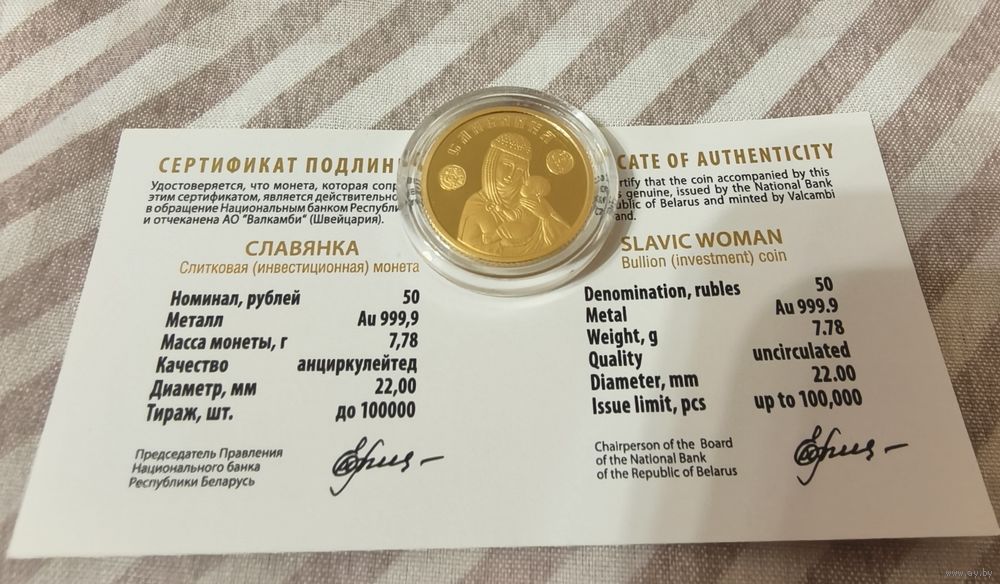 СЕРТИФИКАТ ПОДЛИН
Удостоверяется, что монета, которая сопр
этим сертификатом, является действительно
в обращение Национальным банком Республи
и отчеканена АО "Валкамби" (Швейцария).
СЛАВЯНКА
Слитковая (инвестиционная) монета
Номинал, рублей 50
Металл Au 999,9
Масса монеты, г 7,78
Качество анциркулейтед
Диаметр, мм 22,00
Тираж, шт. до 100000
Председатель Правления
Национального банка
Республики Беларусь
CATE OF AUTHENTICITY
rtify that the coin accompanied by this
s genuine, issued by the National Bank
ublic of Belarus and minted by Valcambi
and.
SLAVIC WOMAN
Bullion (investment) coin
Denomination, rubles 50
Metal Au 999.9
Weight, g 7.78
Quality uncirculated
Diameter, mm 22.00
Issue limit, pcs up to 100,000
Chairperson of the Board
of the National Bank
of the Republic of Belarus
СЛАВЯНКА
www.ay.by